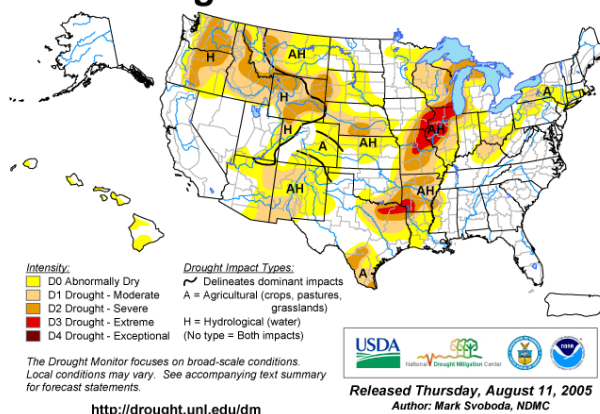 H
AH
H
H
A
AH
AH
AH
AH
A
A
Intensity:
D0 Abnormally Dry
D1 Drought - Moderate
D2 Drought - Severe
D3 Drought - Extreme
D4 Drought - Exceptional
Drought Impact Types:
Delineates dominant impacts
A = Agricultural (crops, pastures,
grasslands)
H = Hydrological (water)
(No type = Both impacts)
The Drought Monitor focuses on broad-scale conditions.
Local conditions may vary. See accompanying text summary
for forecast statements.
http://drought.unl.edu/dm
USDA
National Drought Mitigation Center
Released Thursday, August 11, 2005
Author: Mark Svoboda, NDMC